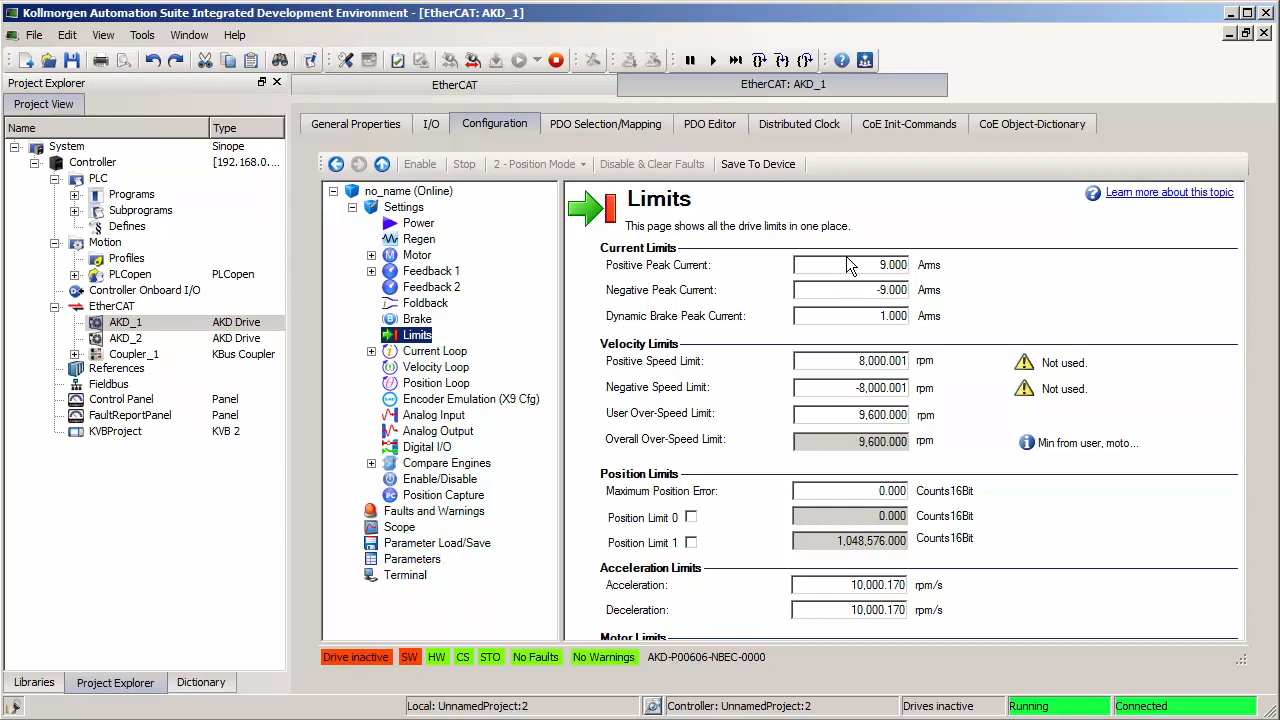 Kollmorgen Automation Suite Integrated Development Environment - [EtherCAT: AKD_1]
File Edit View Tools Window Help
Project Explorer
EtherCAT
EtherCAT: AKD_1
Project View
General Properties I/O Configuration PDO Selection/Mapping PDO Editor Distributed Clock CoE Init-Commands CoE Object-Dictionary
Name Type
System Sinope
Controller [192.168.0....
PLC
Programs
Subprograms
Defines
Motion
Profiles
PLCopen PLCopen
Controller Onboard I/O
EtherCAT
AKD_1 AKD Drive
AKD_2 AKD Drive
Coupler_1 KBus Coupler
References
Fieldbus
Control Panel Panel
FaultReportPanel Panel
KVBProject KVB 2
Enable Stop 2 - Position Mode Disable & Clear Faults Save To Device
no_name (Online)
Settings
Power
Regen
Motor
Feedback 1
Feedback 2
Foldback
Brake
Limits
Current Loop
Velocity Loop
Position Loop
Encoder Emulation (X9 Cfg)
Analog Input
Analog Output
Digital I/O
Compare Engines
Enable/Disable
Position Capture
Faults and Warnings
Scope
Parameter Load/Save
Parameters
Terminal
Limits
Learn more about this topic
This page shows all the drive limits in one place.
Current Limits
Positive Peak Current: 9.000 Arms
Negative Peak Current: -9.000 Arms
Dynamic Brake Peak Current: 1.000 Arms
Velocity Limits
Positive Speed Limit: 8,000.001 rpm Not used.
Negative Speed Limit: -8,000.001 rpm Not used.
User Over-Speed Limit: 9,600.000 rpm
Overall Over-Speed Limit: 9,600.000 rpm Min from user, moto...
Position Limits
Maximum Position Error: 0.000 Counts16Bit
Position Limit 0 0.000 Counts16Bit
Position Limit 1 1,048,576.000 Counts16Bit
Acceleration Limits
Acceleration: 10,000.170 rpm/s
Deceleration: 10,000.170 rpm/s
Motor Limits
Drive inactive SW HW CS STO No Faults No Warnings AKD-P00606-NBEC-0000
Libraries Project Explorer Dictionary
Local: UnnamedProject:2 Controller: UnnamedProject:2 Drives inactive Running Connected